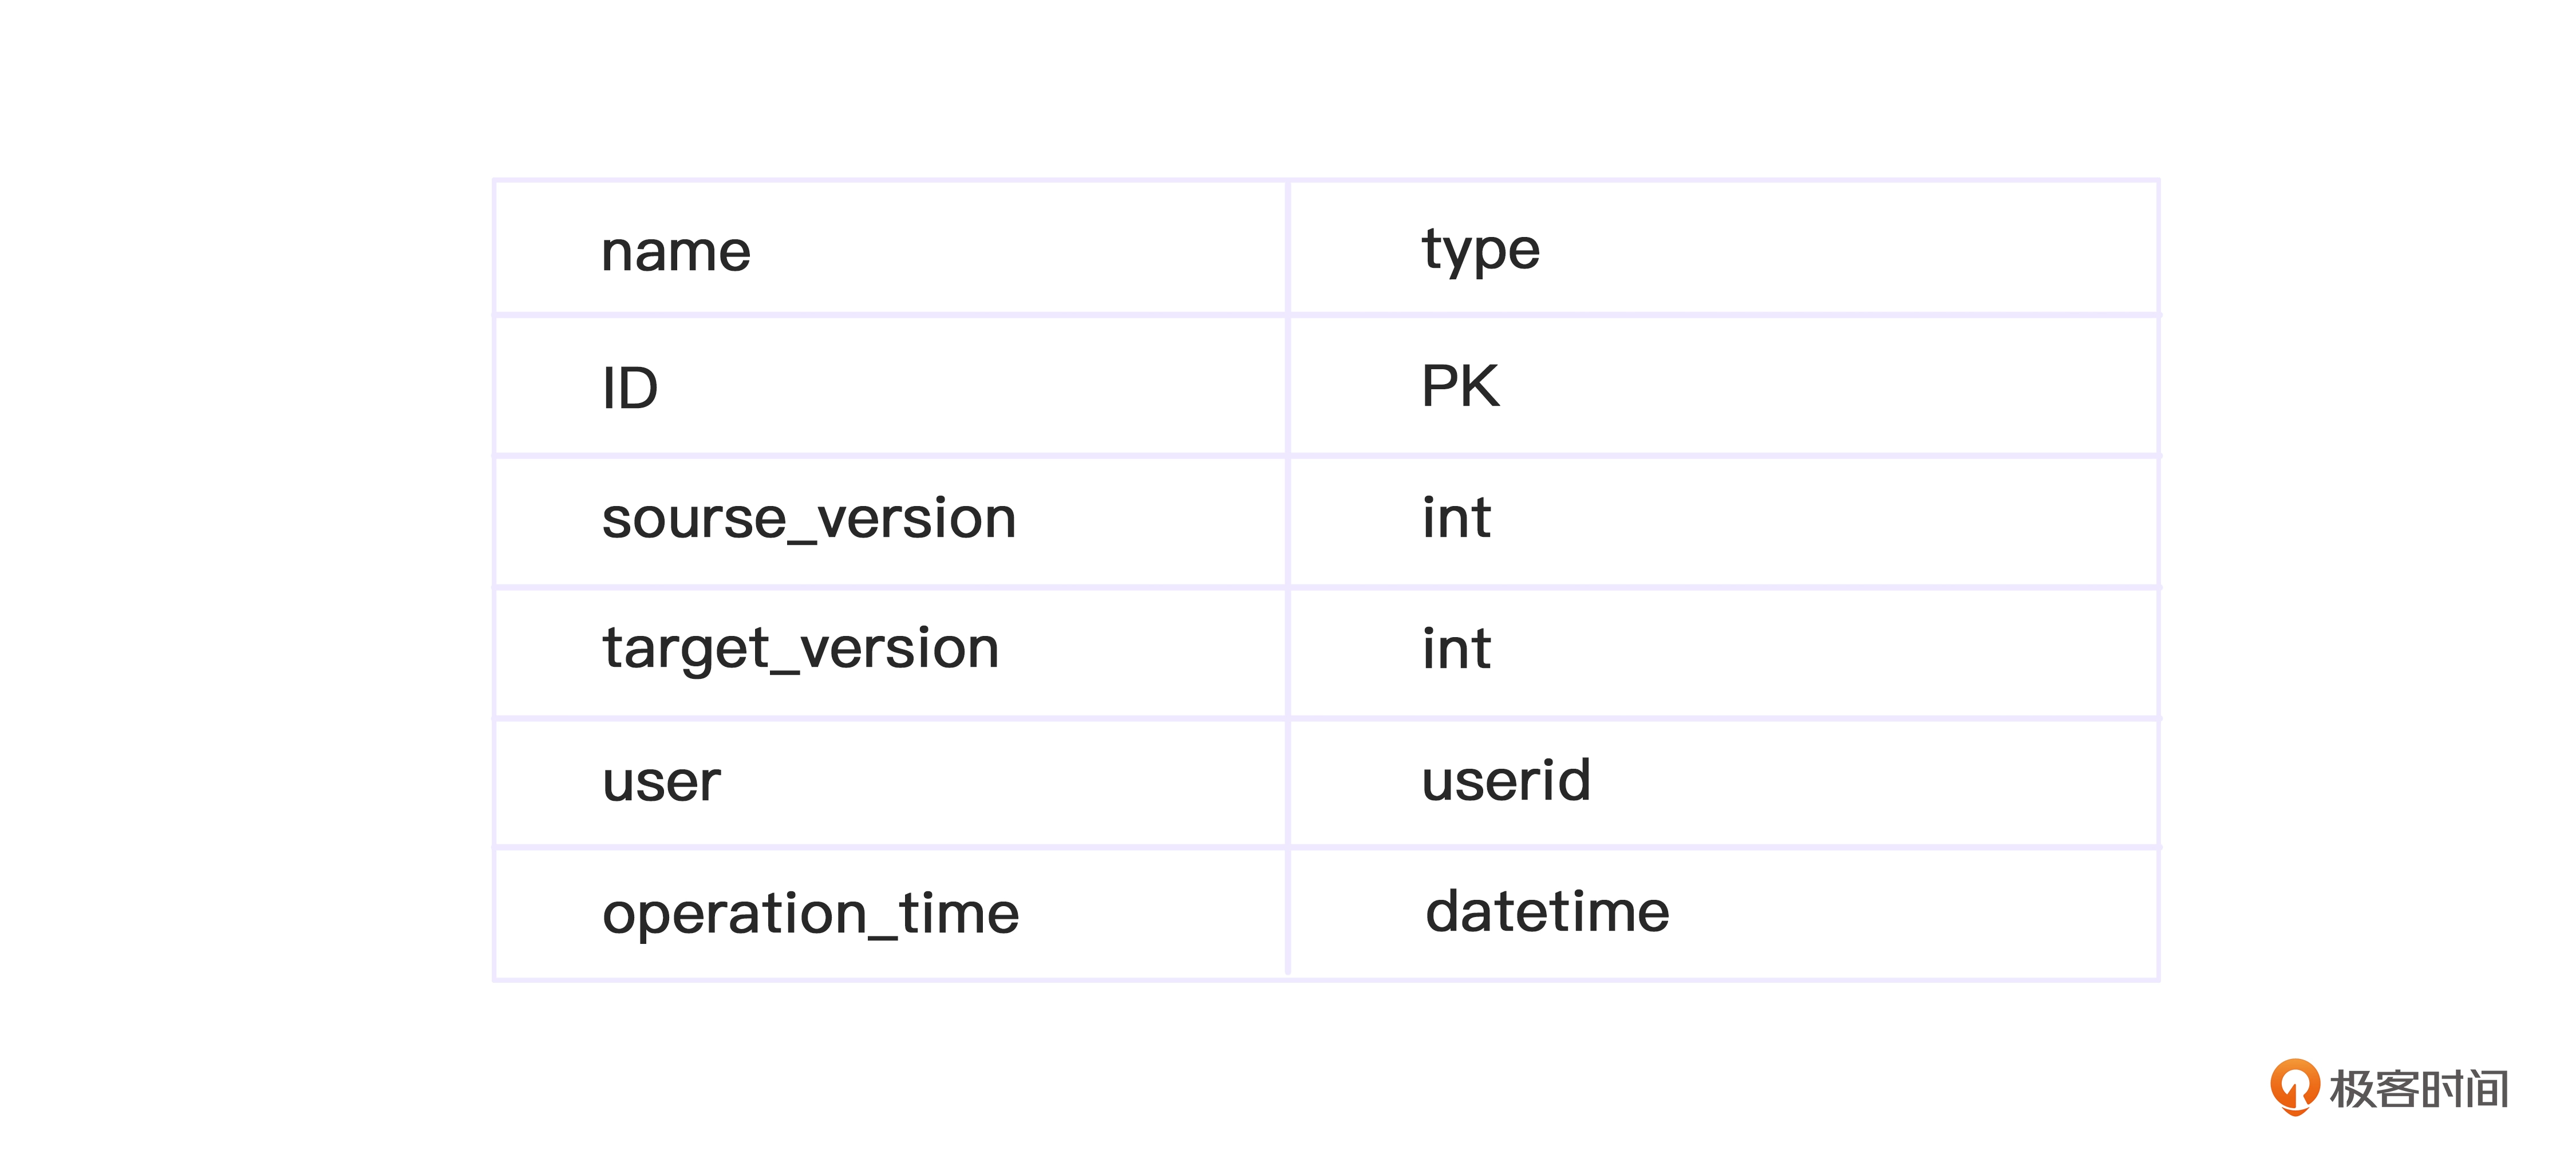 name type
ID PK
sourse_version int
target_version int
user userid
operation_time datetime
极客时间